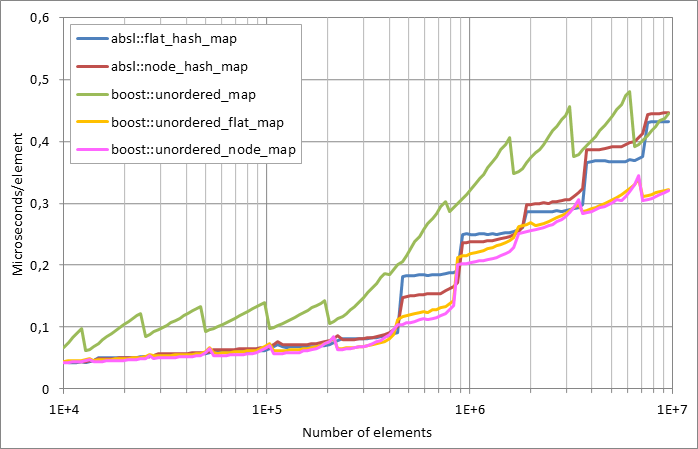 0,6
0,5
0,4
0,3
0,2
0,1
0
Microseconds/element
absl::flat_hash_map
absl::node_hash_map
boost::unordered_map
boost::unordered_flat_map
boost::unordered_node_map
1E+4 1E+5 1E+6 1E+7
Number of elements